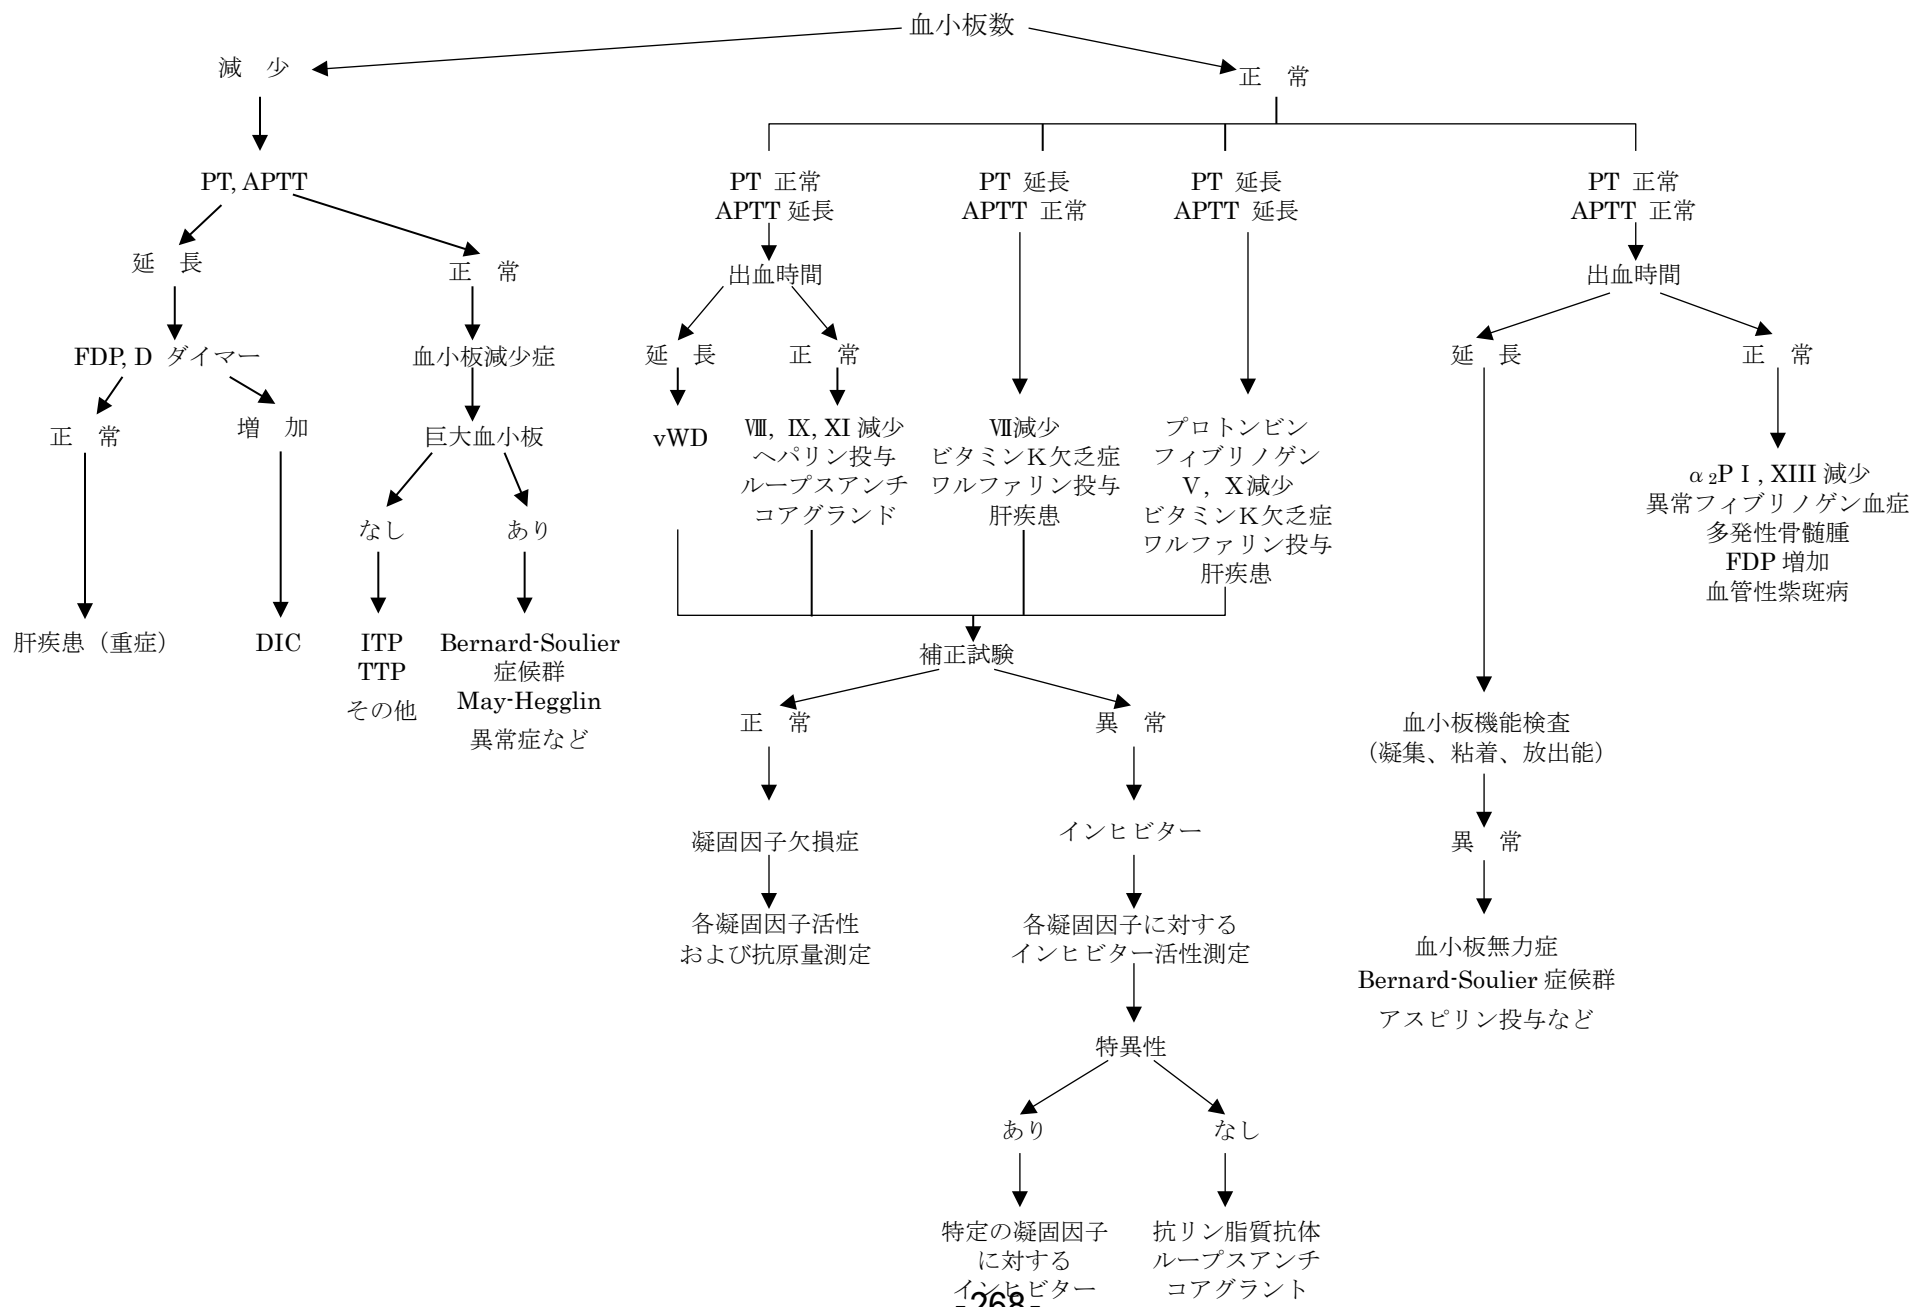 血小板数
減 少
正 常
PT, APTT
延 長
正 常
FDP, D ダイマー
血小板減少症
正 常
増 加
巨大血小板
なし
あり
肝疾患（重症）
DIC
ITP
TTP
その他
Bernard-Soulier
症候群
May-Hegglin
異常症など
PT 正常
APTT 延長
出血時間
延 長
正 常
vWD
Ⅷ, Ⅸ, XI 減少
ヘパリン投与
ループスアンチ
コアグランド
PT 延長
APTT 正常
Ⅶ減少
ビタミンＫ欠乏症
ワルファリン投与
肝疾患
PT 延長
APTT 延長
プロトンビン
フィブリノゲン
Ⅴ, Ⅹ減少
ビタミンＫ欠乏症
ワルファリン投与
肝疾患
補正試験
正 常
異 常
凝固因子欠損症
各凝固因子活性
および抗原量測定
インヒビター
各凝固因子に対する
インヒビター活性測定
特異性
あり
なし
特定の凝固因子
に対する
インヒビター
抗リン脂質抗体
ループスアンチ
コアグラント
PT 正常
APTT 正常
出血時間
延 長
正 常
血小板機能検査
（凝集、粘着、放出能）
異 常
血小板無力症
Bernard-Soulier 症候群
アスピリン投与など
α₂PⅠ, XIII 減少
異常フィブリノゲン血症
多発性骨髄腫
FDP 増加
血管性紫斑病
-268-